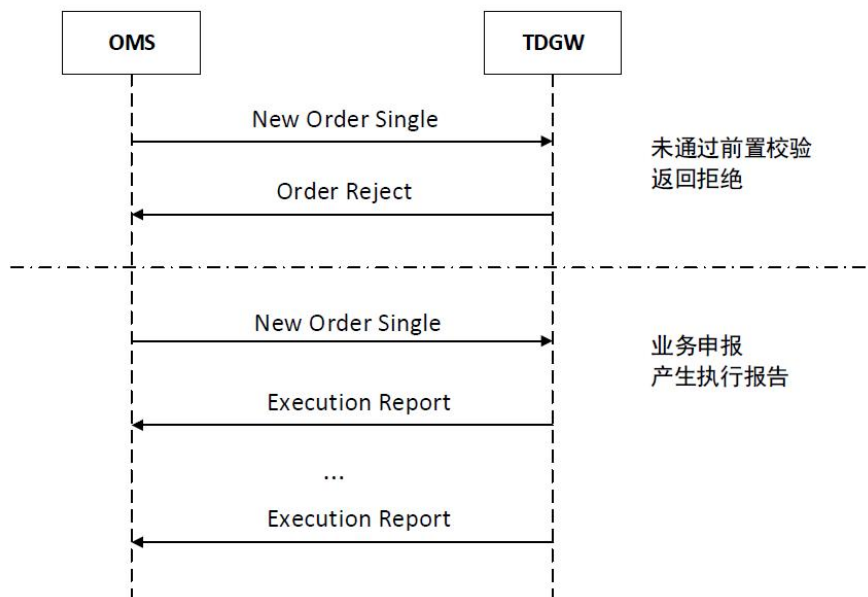 OMS
TDGW
New Order Single
未通过前置校验
返回拒绝
Order Reject
New Order Single
业务申报
产生执行报告
Execution Report
...
Execution Report